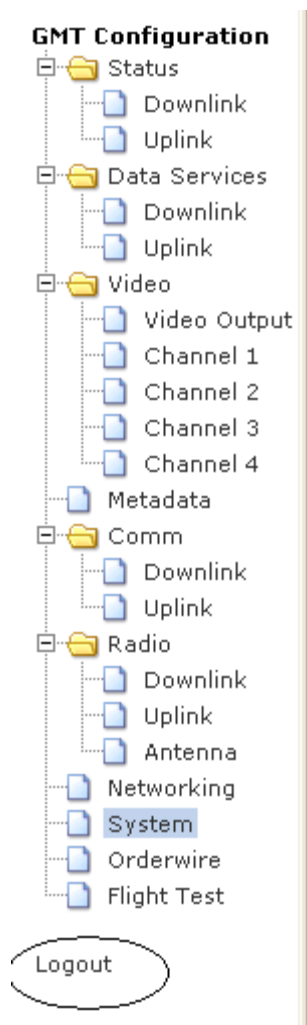 GMT Configuration
Status
Downlink
Uplink
Data Services
Downlink
Uplink
Video
Video Output
Channel 1
Channel 2
Channel 3
Channel 4
Metadata
Comm
Downlink
Uplink
Radio
Downlink
Uplink
Antenna
Networking
System
Orderwire
Flight Test
Logout